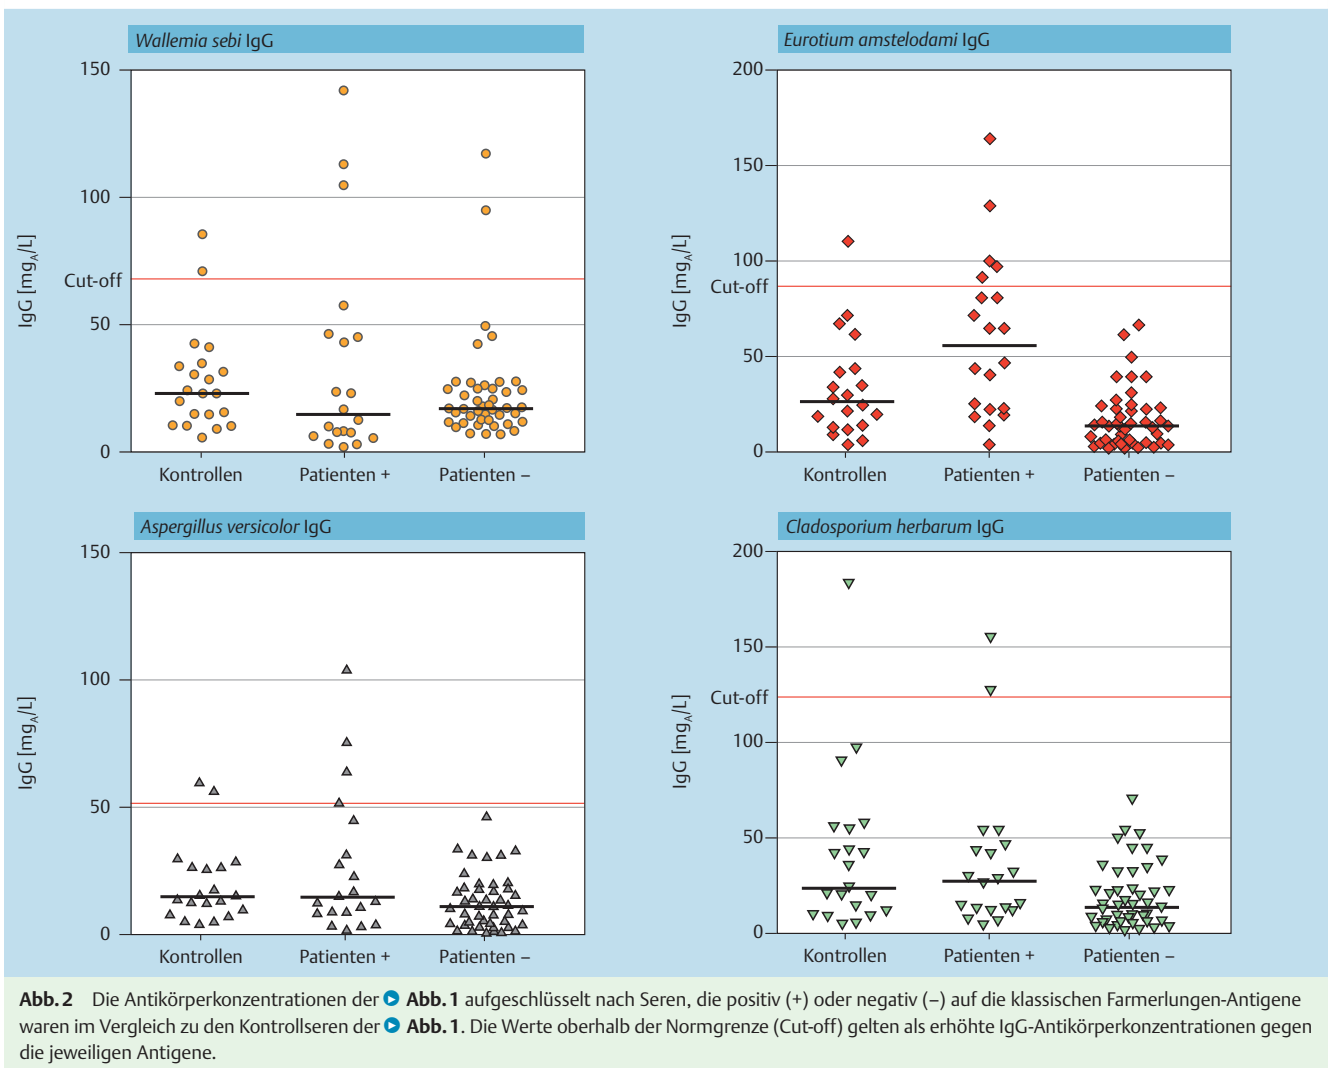 Wallemia sebi IgG
150
100
Cut-off
50
0
IgG [mgA/L]
Kontrollen
Patienten +
Patienten –
Eurotium amstelodami IgG
200
150
100
Cut-off
50
0
IgG [mgA/L]
Kontrollen
Patienten +
Patienten –
Aspergillus versicolor IgG
150
100
50
0
IgG [mgA/L]
Kontrollen
Patienten +
Patienten –
Cladosporium herbarum IgG
200
150
Cut-off
100
50
0
IgG [mgA/L]
Kontrollen
Patienten +
Patienten –
Abb. 2 Die Antikörperkonzentrationen der Abb. 1 aufgeschlüsselt nach Seren, die positiv (+) oder negativ (–) auf die klassischen Farmerlungen-Antigene
waren im Vergleich zu den Kontrollseren der Abb. 1. Die Werte oberhalb der Normgrenze (Cut-off) gelten als erhöhte IgG-Antikörperkonzentrationen gegen
die jeweiligen Antigene.